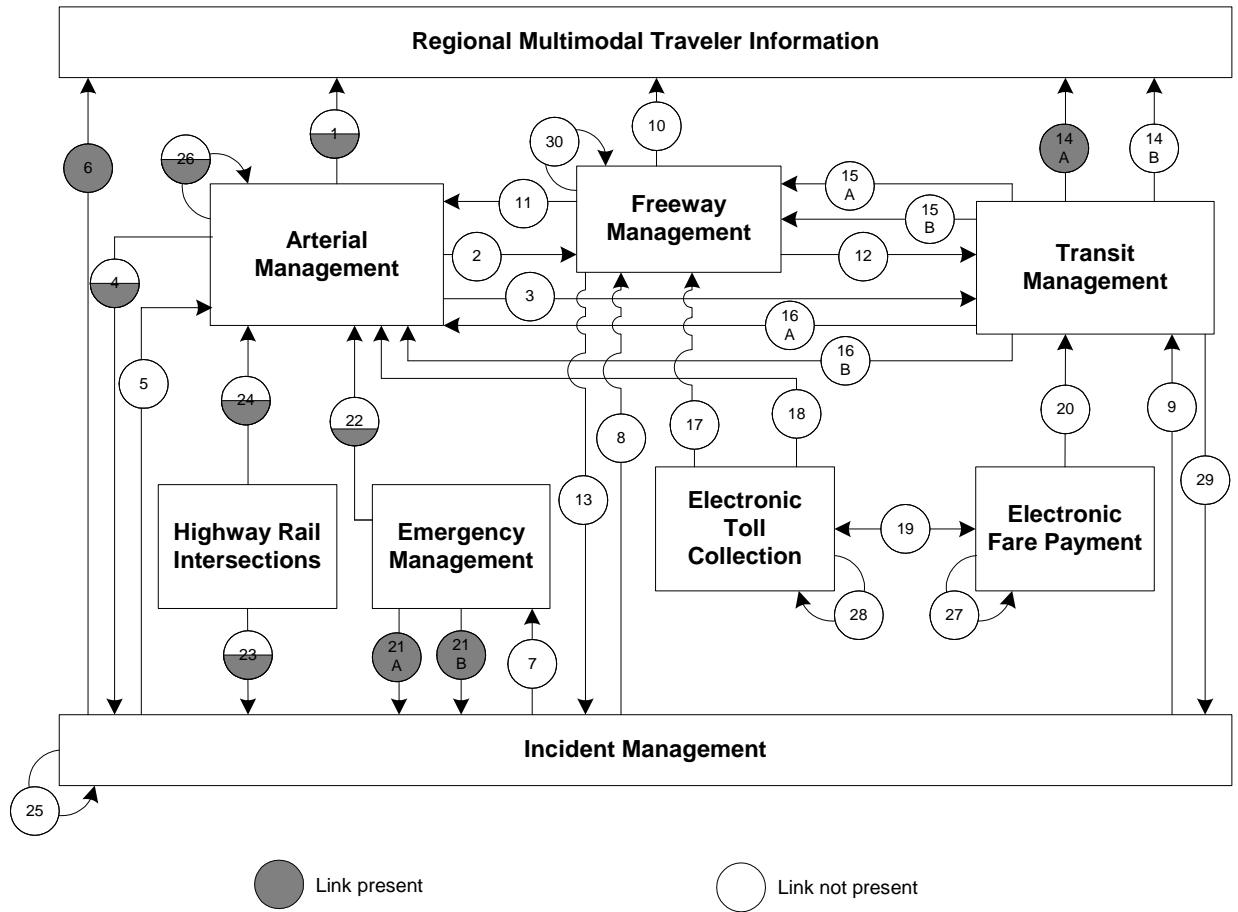 Regional Multimodal Traveler Information
6
26
1
30
10
14
A
14
B
15
A
11
15
B
Arterial
Management
Freeway
Management
Transit
Management
2
12
4
3
16
A
5
16
B
24
22
8
17
18
20
9
13
29
Highway Rail
Intersections
Emergency
Management
Electronic
Toll
Collection
19
Electronic
Fare Payment
28
27
23
21
A
21
B
7
Incident Management
25
Link present
Link not present